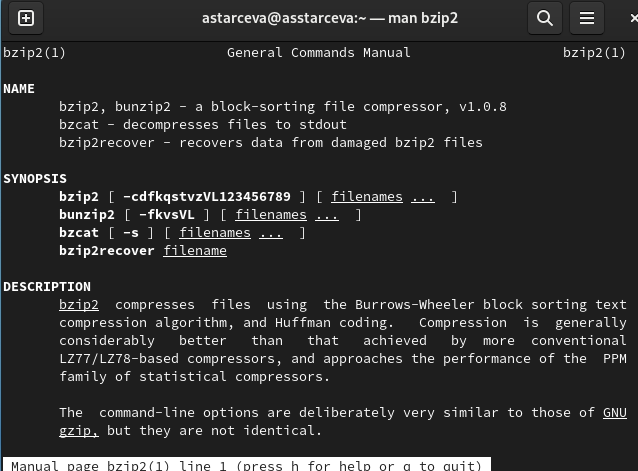 astarceva@asstarceva:~ — man bzip2
bzip2(1) General Commands Manual bzip2(1)
NAME
bzip2, bunzip2 - a block-sorting file compressor, v1.0.8
bzcat - decompresses files to stdout
bzip2recover - recovers data from damaged bzip2 files
SYNOPSIS
bzip2 [ -cdfkqstvzVL123456789 ] [ filenames ... ]
bunzip2 [ -fkvsVL ] [ filenames ... ]
bzcat [ -s ] [ filenames ... ]
bzip2recover filename
DESCRIPTION
bzip2 compresses files using the Burrows-Wheeler block sorting text
compression algorithm, and Huffman coding. Compression is generally
considerably better than that achieved by more conventional
LZ77/LZ78-based compressors, and approaches the performance of the PPM
family of statistical compressors.
The command-line options are deliberately very similar to those of GNU
gzip, but they are not identical.
Manual page bzip2(1) line 1 (press h for help or q to quit)